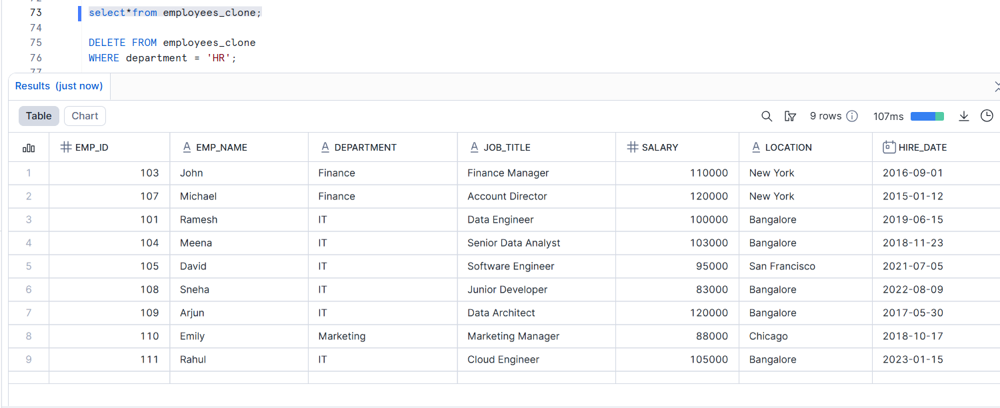 73 select*from employees_clone;
74
75 DELETE FROM employees_clone
76 WHERE department = 'HR';
77
Results (just now)
Table Chart 9 rows 107ms
EMP_ID EMP_NAME DEPARTMENT JOB_TITLE SALARY LOCATION HIRE_DATE
1 103 John Finance Finance Manager 110000 New York 2016-09-01
2 107 Michael Finance Account Director 120000 New York 2015-01-12
3 101 Ramesh IT Data Engineer 100000 Bangalore 2019-06-15
4 104 Meena IT Senior Data Analyst 103000 Bangalore 2018-11-23
5 105 David IT Software Engineer 95000 San Francisco 2021-07-05
6 108 Sneha IT Junior Developer 83000 Bangalore 2022-08-09
7 109 Arjun IT Data Architect 120000 Bangalore 2017-05-30
8 110 Emily Marketing Marketing Manager 88000 Chicago 2018-10-17
9 111 Rahul IT Cloud Engineer 105000 Bangalore 2023-01-15